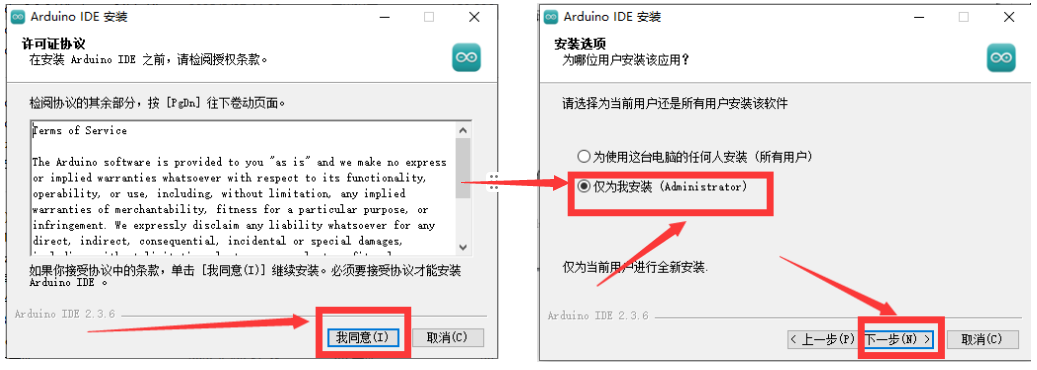 Arduino IDE 安装
许可证协议
在安装 Arduino IDE 之前，请检阅授权条款。
检阅协议的其余部分，按 [PgDn] 往下卷动页面。
Terms of Service
The Arduino software is provided to you "as is" and we make no express
or implied warranties whatsoever with respect to its functionality,
operability, or use, including, without limitation, any implied
warranties of merchantability, fitness for a particular purpose, or
infringement. We expressly disclaim any liability whatsoever for any
direct, indirect, consequential, incidental or special damages,
如果你接受协议中的条款，单击 [我同意(I)] 继续安装。必须要接受协议才能安装
Arduino IDE 。
Arduino IDE 2.3.6
我同意(I)
取消(C)
Arduino IDE 安装
安装选项
为哪位用户安装该应用?
请选择为当前用户还是所有用户安装该软件
为使用这台电脑的任何人安装 (所有用户)
仅为我安装 (Administrator)
仅为当前用户进行全新安装.
Arduino IDE 2.3.6
< 上一步(P)
下一步(N) >
取消(C)